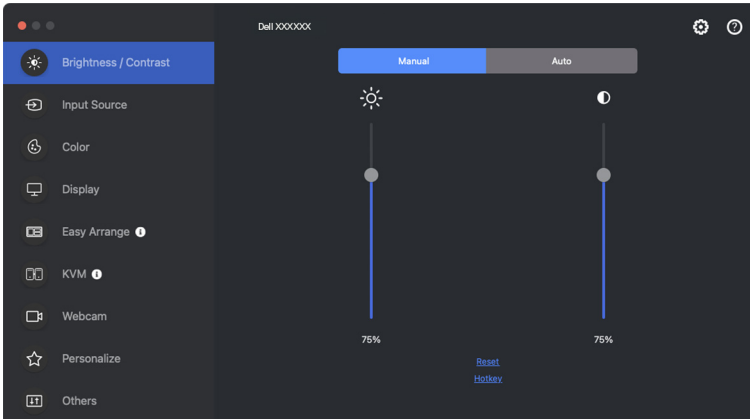 Dell XXXXXX
Brightness / Contrast
Input Source
Color
Display
Easy Arrange
KVM
Webcam
Personalize
Others
Manual
Auto
75%
75%
Reset
Hotkey